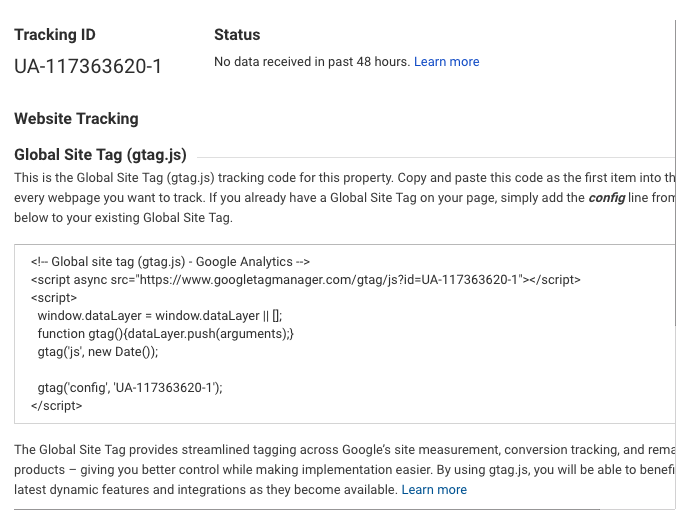 Tracking ID Status
UA-117363620-1 No data received in past 48 hours. Learn more
Website Tracking
Global Site Tag (gtag.js)
This is the Global Site Tag (gtag.js) tracking code for this property. Copy and paste this code as the first item into th
every webpage you want to track. If you already have a Global Site Tag on your page, simply add the config line from
below to your existing Global Site Tag.
<!-- Global site tag (gtag.js) - Google Analytics -->
<script async src="https://www.googletagmanager.com/gtag/js?id=UA-117363620-1"></script>
<script>
window.dataLayer = window.dataLayer || [];
function gtag(){dataLayer.push(arguments);}
gtag('js', new Date());
gtag('config', 'UA-117363620-1');
</script>
The Global Site Tag provides streamlined tagging across Google's site measurement, conversion tracking, and rema
products – giving you better control while making implementation easier. By using gtag.js, you will be able to benefi
latest dynamic features and integrations as they become available. Learn more